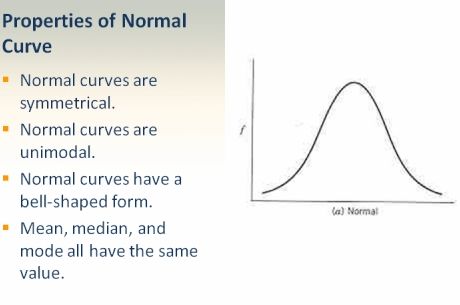 Properties of Normal
Curve
Normal curves are
symmetrical.
Normal curves are
unimodal.
Normal curves have a
bell-shaped form.
Mean, median, and
mode all have the same
value.
f
(a) Normal